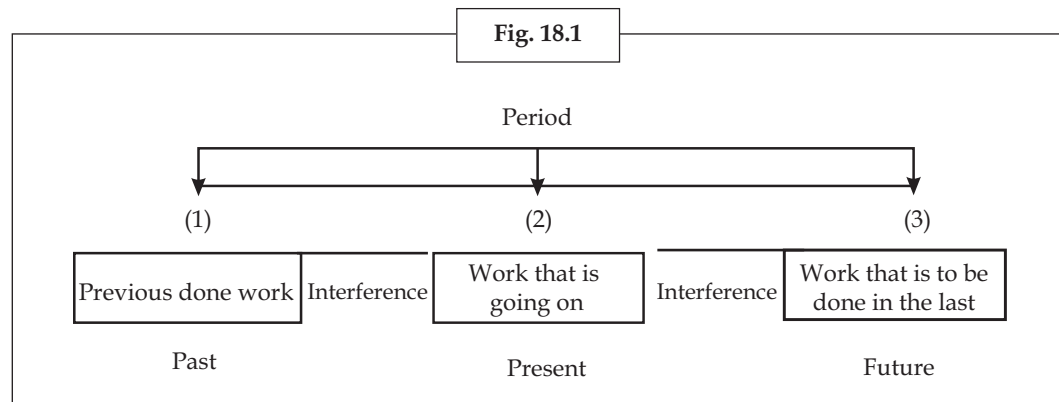 Fig. 18.1
Period
(1) (2) (3)
Previous done work Interference Work that is going on Interference Work that is to be done in the last
Past Present Future